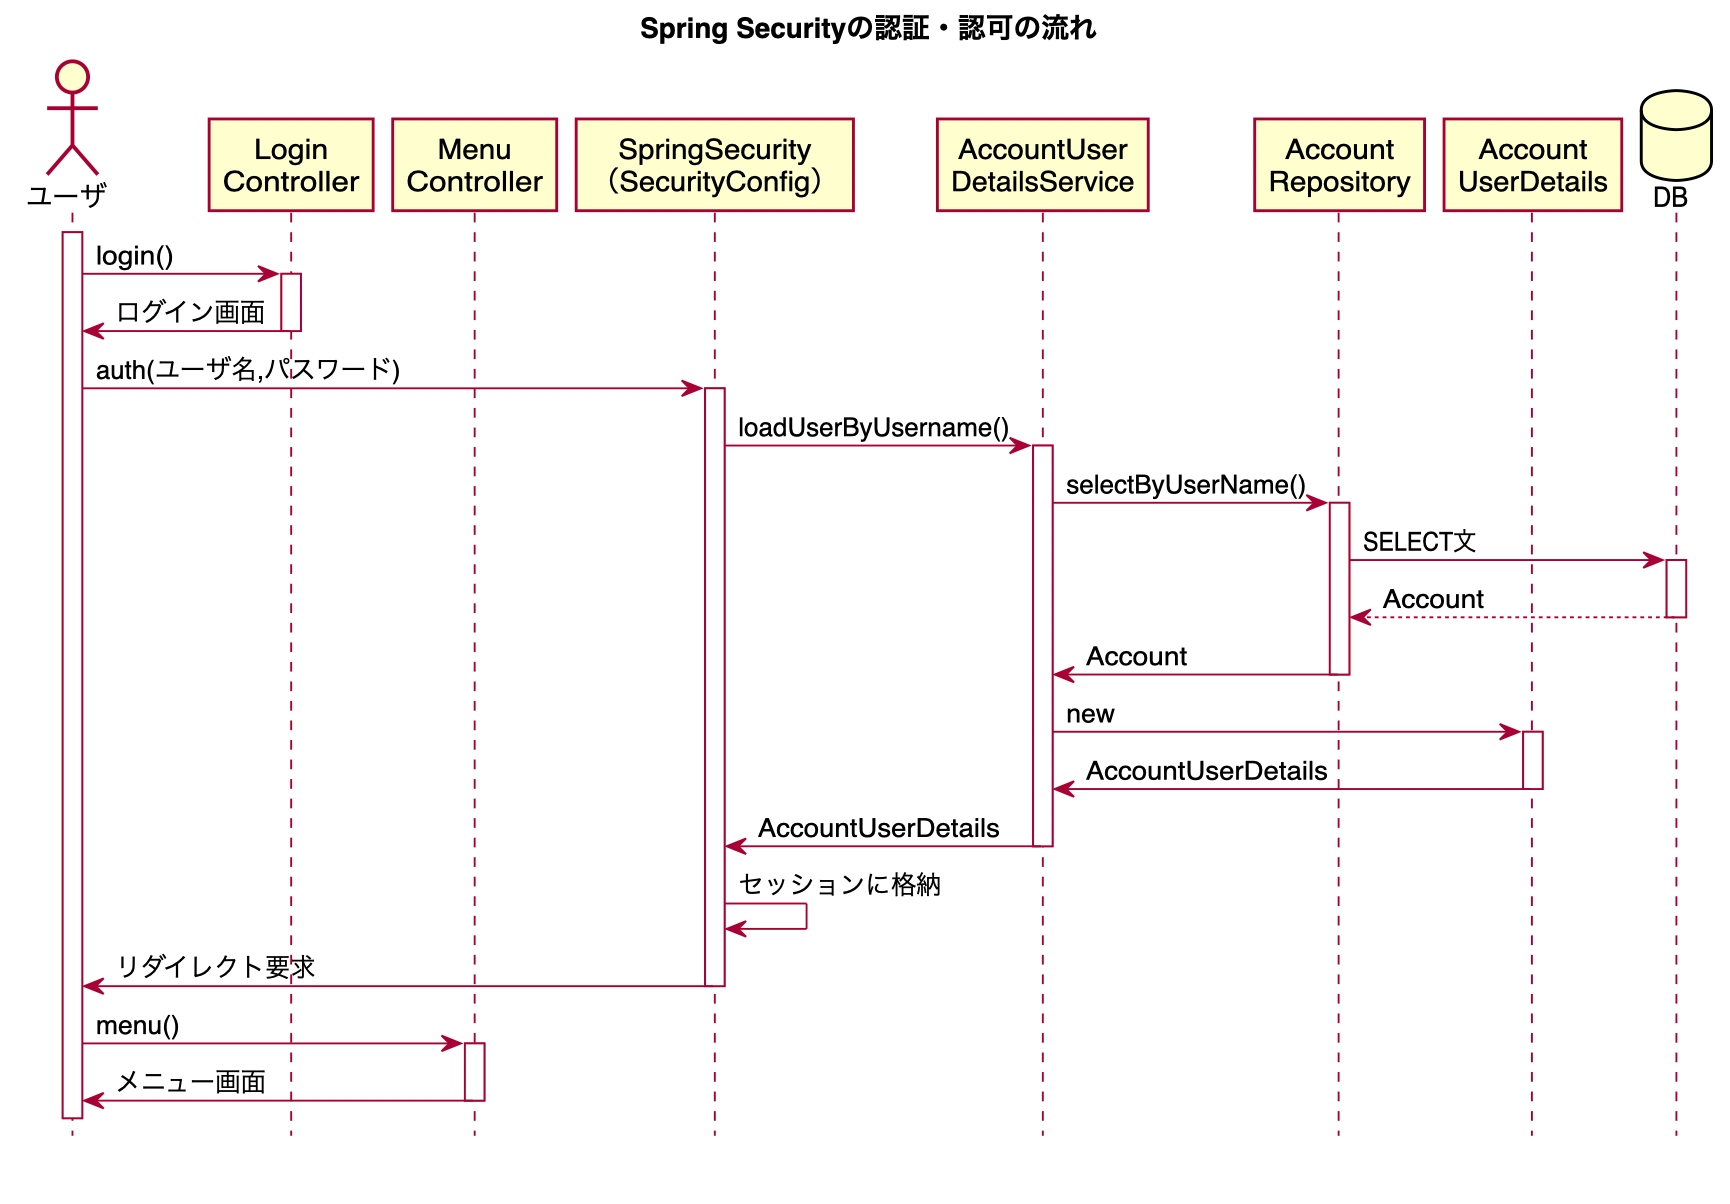 Spring Securityの認証・認可の流れ
ユーザ
Login
Controller
Menu
Controller
SpringSecurity
（SecurityConfig）
AccountUser
DetailsService
Account
Repository
Account
UserDetails
DB
login()
ログイン画面
auth(ユーザ名,パスワード)
loadUserByUsername()
selectByUserName()
SELECT文
Account
Account
new
AccountUserDetails
AccountUserDetails
セッションに格納
リダイレクト要求
menu()
メニュー画面